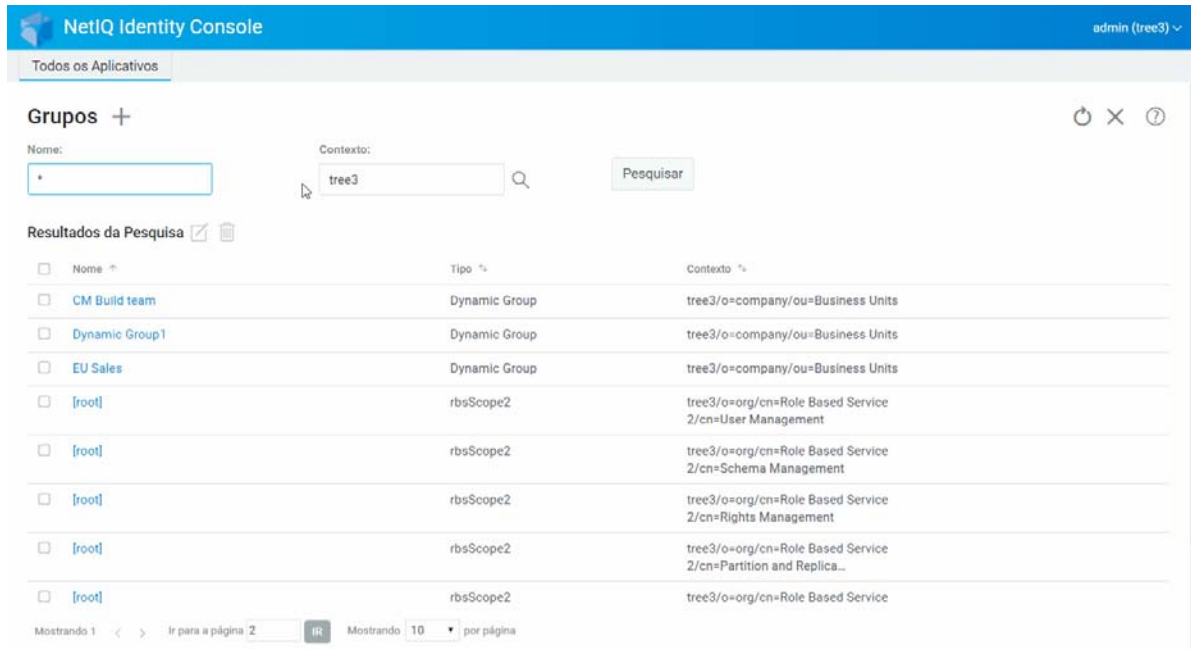 NetIQ Identity Console
admin (tree3)
Todos os Aplicativos
Grupos
Nome:
Contexto:
*
tree3
Pesquisar
Resultados da Pesquisa
Nome Tipo Contexto
CM Build team Dynamic Group tree3/o=company/ou=Business Units
Dynamic Group1 Dynamic Group tree3/o=company/ou=Business Units
EU Sales Dynamic Group tree3/o=company/ou=Business Units
[root] rbsScope2 tree3/o=org/cn=Role Based Service
2/cn=User Management
[root] rbsScope2 tree3/o=org/cn=Role Based Service
2/cn=Schema Management
[root] rbsScope2 tree3/o=org/cn=Role Based Service
2/cn=Rights Management
[root] rbsScope2 tree3/o=org/cn=Role Based Service
2/cn=Partition and Replica...
[root] rbsScope2 tree3/o=org/cn=Role Based Service
Mostrando 1 < > Ir para a página 2 IR Mostrando 10 por página